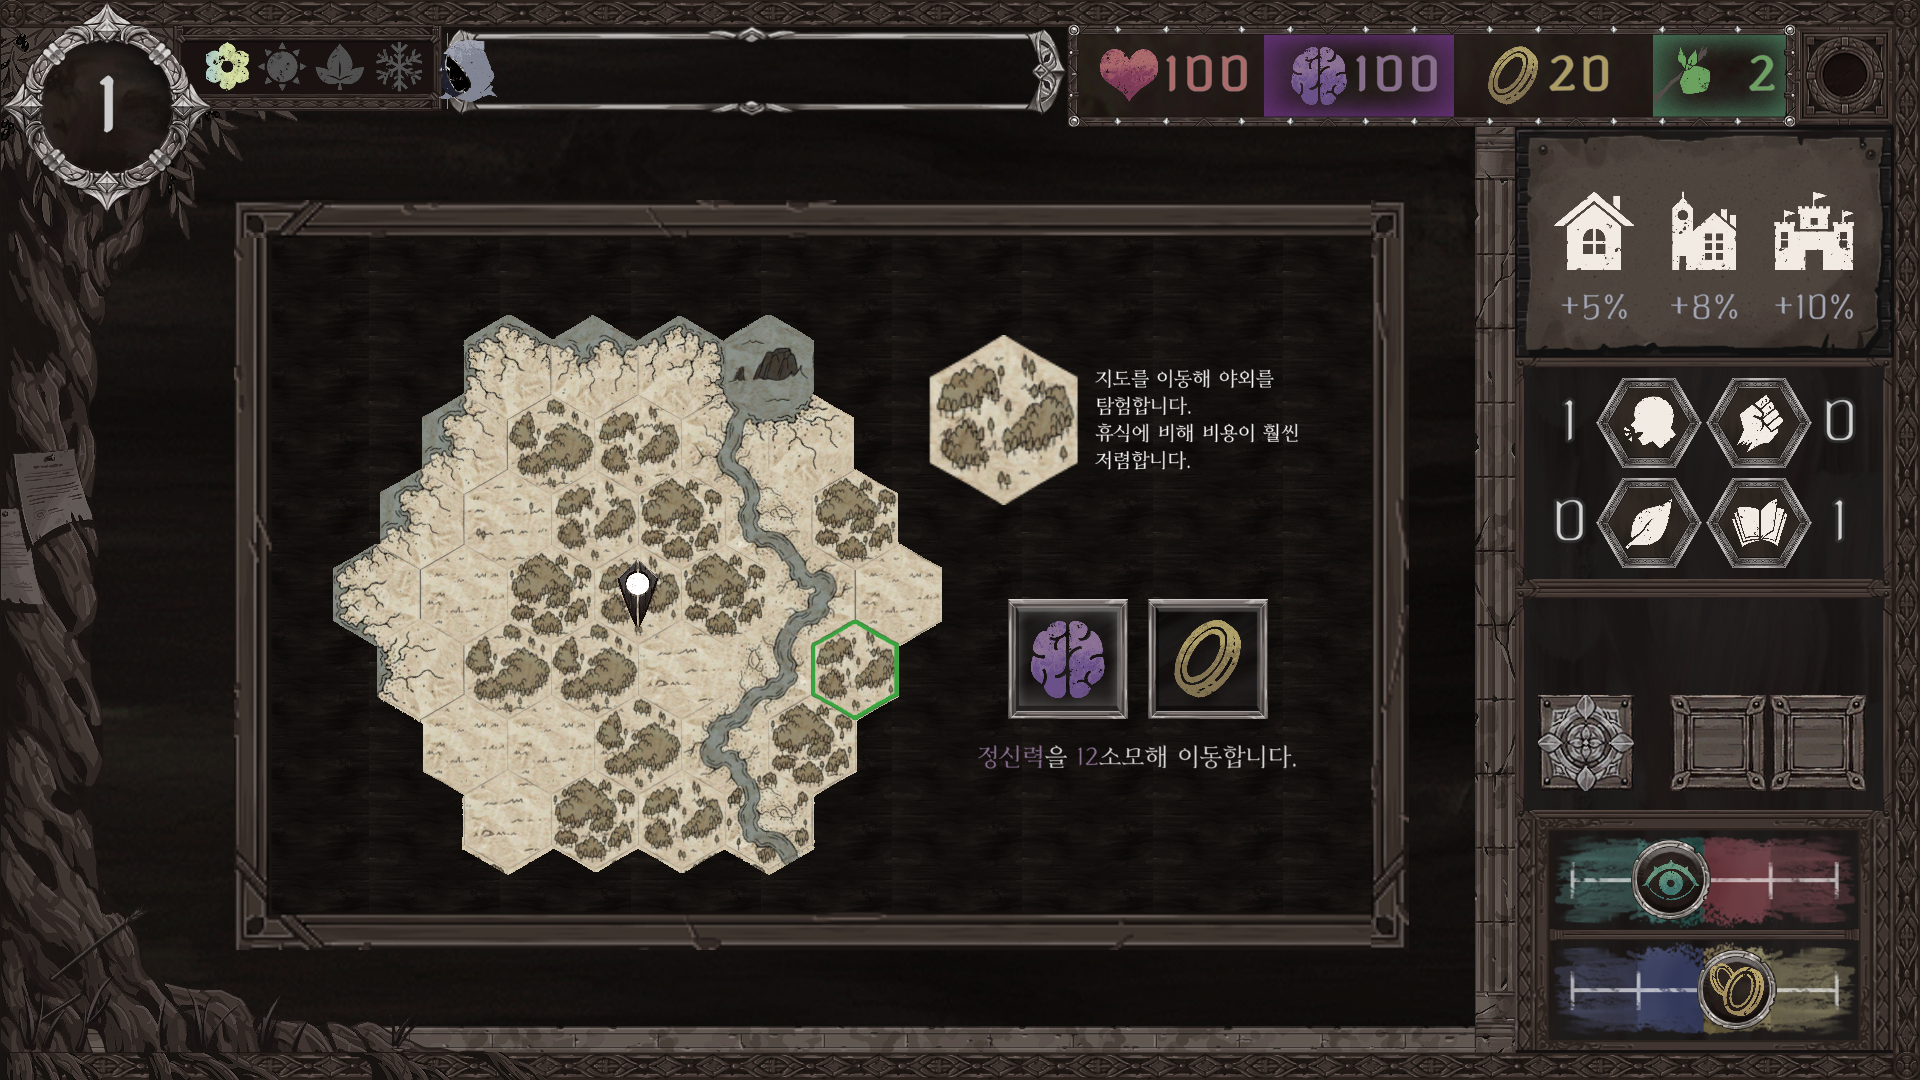 1
100
100
20
2
+5%
+8%
+10%
지도를 이동해 야외를
탐험합니다.
휴식에 비해 비용이 훨씬
저렴합니다.
1
0
0
1
정신력을 12소모해 이동합니다.